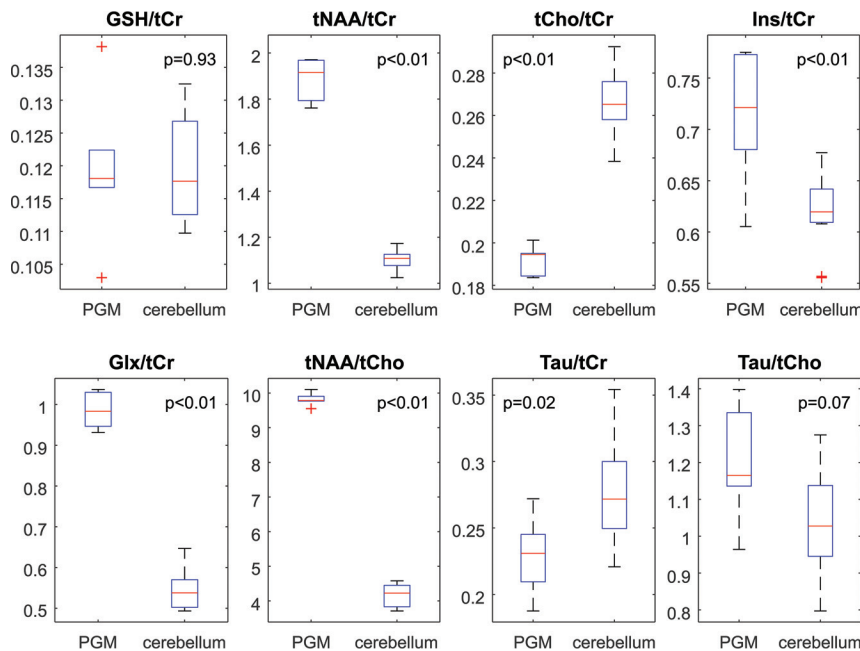 GSH/tCr
tNAA/tCr
tCho/tCr
Ins/tCr
p=0.93
p<0.01
p<0.01
p<0.01
0.135
0.13
0.125
0.12
0.115
0.11
0.105
2
1.8
1.6
1.4
1.2
1
0.28
0.26
0.24
0.22
0.2
0.18
0.75
0.7
0.65
0.6
0.55
PGM cerebellum
PGM cerebellum
PGM cerebellum
PGM cerebellum
Glx/tCr
tNAA/tCho
Tau/tCr
Tau/tCho
p<0.01
p<0.01
p=0.02
p=0.07
1
0.9
0.8
0.7
0.6
0.5
10
9
8
7
6
5
4
0.35
0.3
0.25
0.2
1.4
1.3
1.2
1.1
1
0.9
0.8
PGM cerebellum
PGM cerebellum
PGM cerebellum
PGM cerebellum